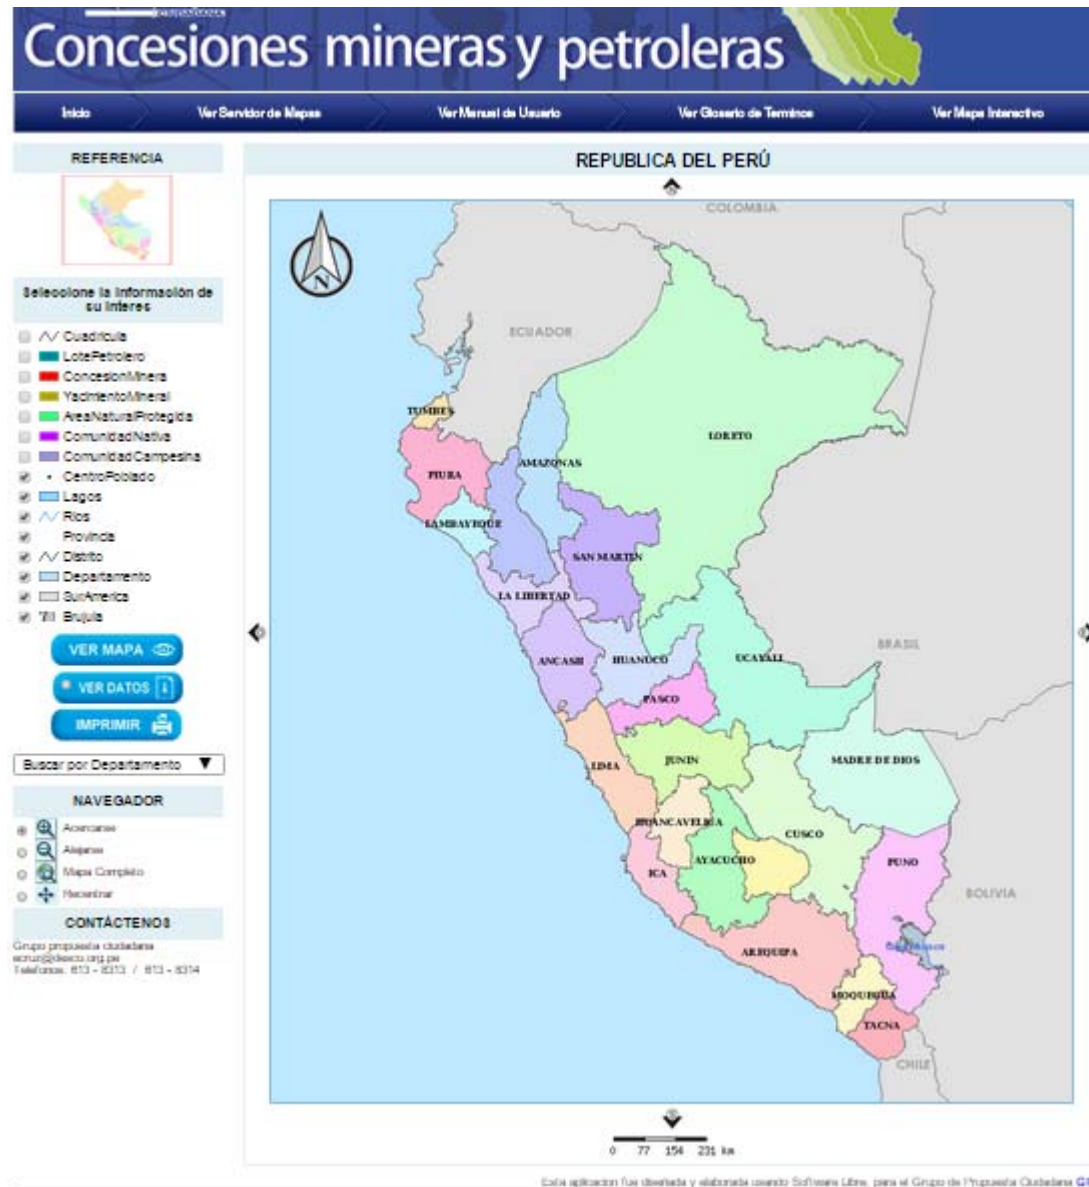 CIUDADANA
Concesiones mineras y petroleras
Inicio
Ver Servidor de Mapas
Ver Manual de Usuario
Ver Glosario de Terminos
Ver Mapa Interactivo
REFERENCIA
Seleccione la Información de
su Interes
Cuadricula
LotePetrolero
ConcesionMinera
YacimientoMineral
AreaNaturalProtegida
ComunidadNativa
ComunidadCampesina
CentroPoblado
Lagos
Rios
Provincia
Distrito
Departamento
SurAmerica
Brujula
VER MAPA
VER DATOS
IMPRIMIR
Buscar por Departamento
NAVEGADOR
Acercarse
Alejarse
Mapa Completo
Recentrar
CONTÁCTENOS
Grupo propuesta ciudadana
ecruz@desco.org.pe
Telefonos: 613 - 8313 / 613 - 8314
REPUBLICA DEL PERÚ
N
COLOMBIA
ECUADOR
TUMBES
LORETO
PIURA
AMAZONAS
LAMBAYEQUE
SAN MARTIN
LA LIBERTAD
ANCASH
HUANUCO
UCAYALI
BRASIL
PASCO
LIMA
JUNIN
MADRE DE DIOS
HUANCAVELICA
CUSCO
ICA
AYACUCHO
PUNO
BOLIVIA
AREQUIPA
MOQUEGUA
TACNA
CHILE
0 77 154 231 km
Esta aplicacion fue diseñada y elaborada usando Software Libre, para el Grupo de Propuesta Ciudadana